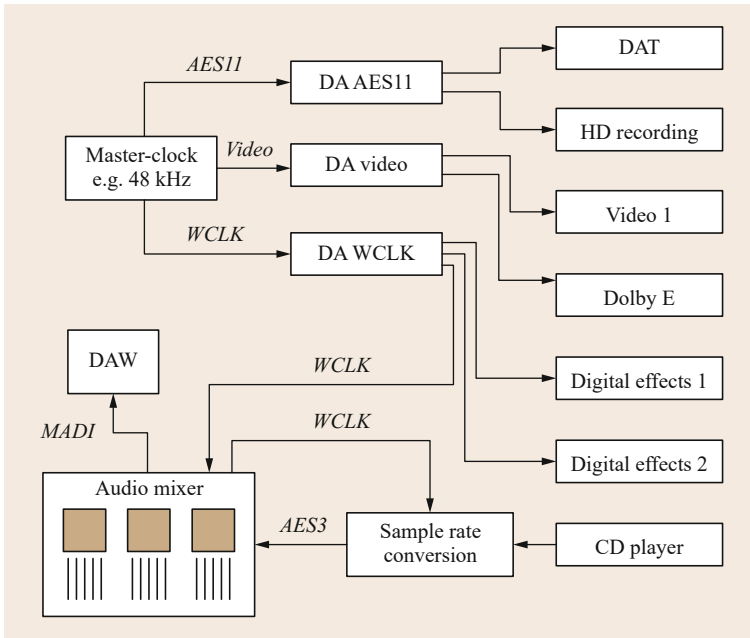 AES11
DA AES11
DAT
HD recording
Master-clock
e.g. 48 kHz
Video
DA video
Video 1
WCLK
DA WCLK
Dolby E
DAW
WCLK
Digital effects 1
MADI
WCLK
Digital effects 2
Audio mixer
AES3
Sample rate
conversion
CD player